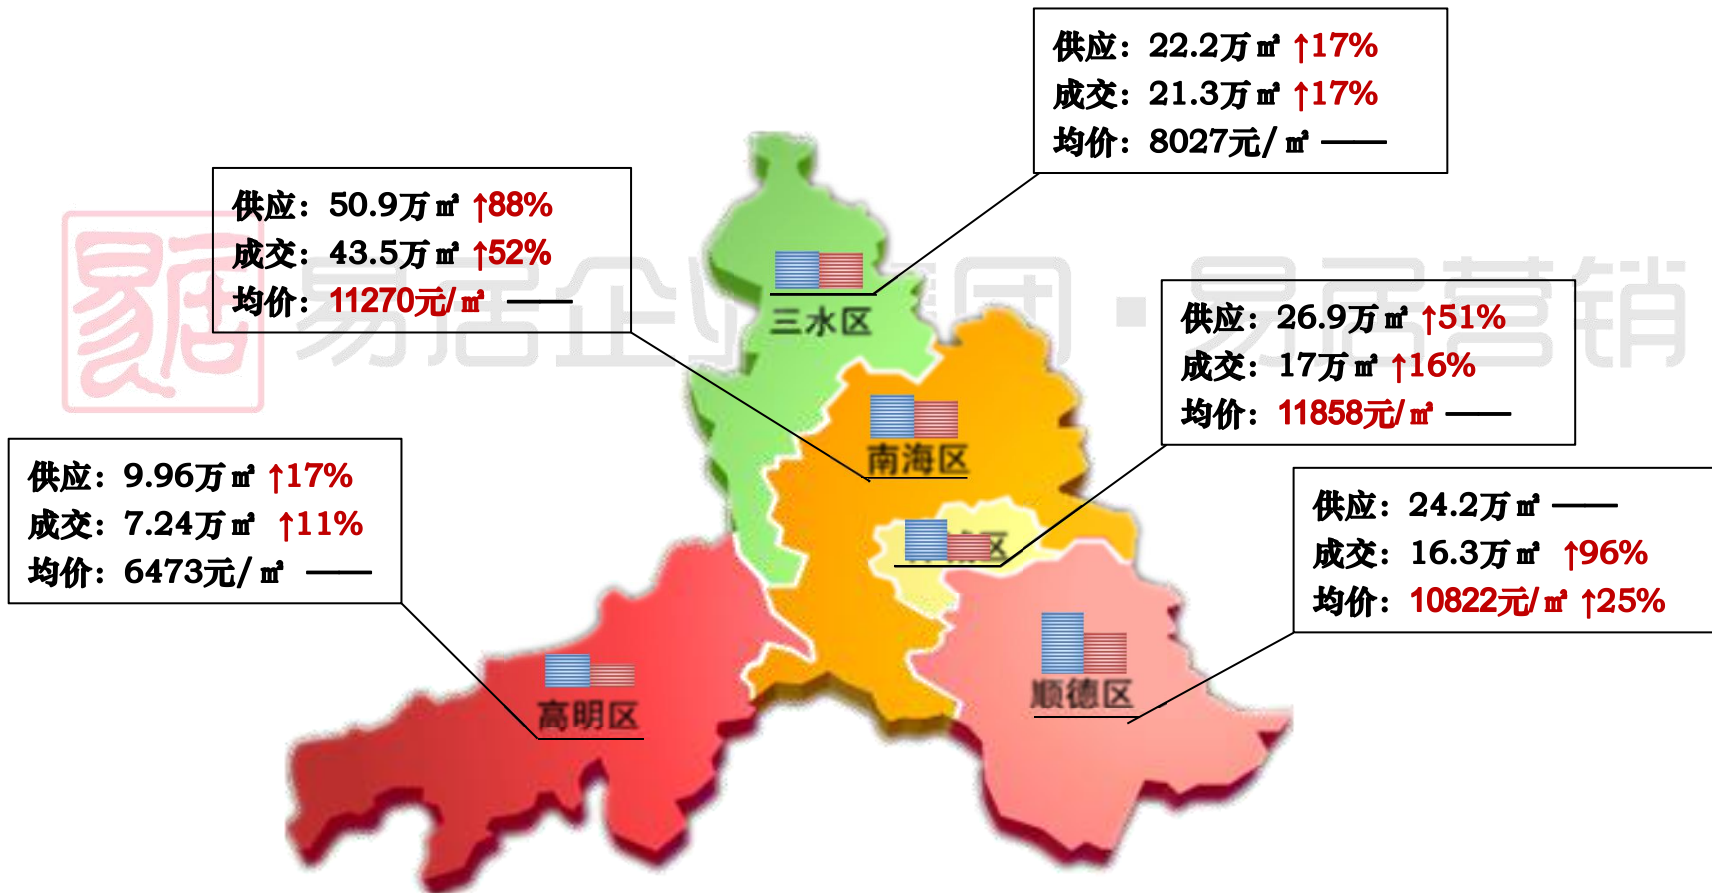 供应：22.2万㎡ ↑17%
成交：21.3万㎡ ↑17%
均价：8027元/㎡ ——
供应：50.9万㎡ ↑88%
成交：43.5万㎡ ↑52%
均价：11270元/㎡ ——
易居
易居企业集团·易居营销
三水区
供应：26.9万㎡ ↑51%
成交：17万㎡ ↑16%
均价：11858元/㎡ ——
南海区
供应：9.96万㎡ ↑17%
成交：7.24万㎡ ↑11%
均价：6473元/㎡ ——
供应：24.2万㎡ ——
成交：16.3万㎡ ↑96%
均价：10822元/㎡ ↑25%
区
顺德区
高明区